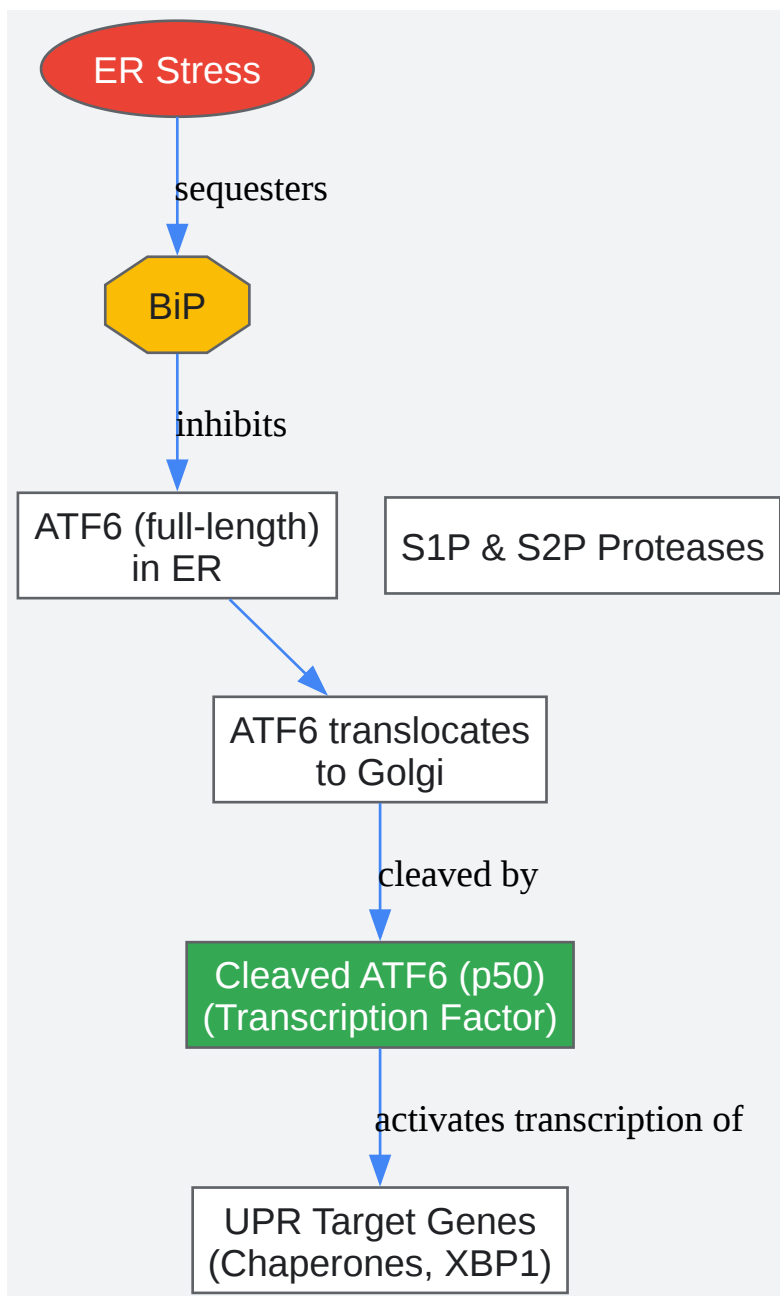 ER Stress
sequesters
BiP
inhibits
ATF6 (full-length)
in ER
S1P & S2P Proteases
ATF6 translocates
to Golgi
cleaved by
Cleaved ATF6 (p50)
(Transcription Factor)
activates transcription of
UPR Target Genes
(Chaperones, XBP1)